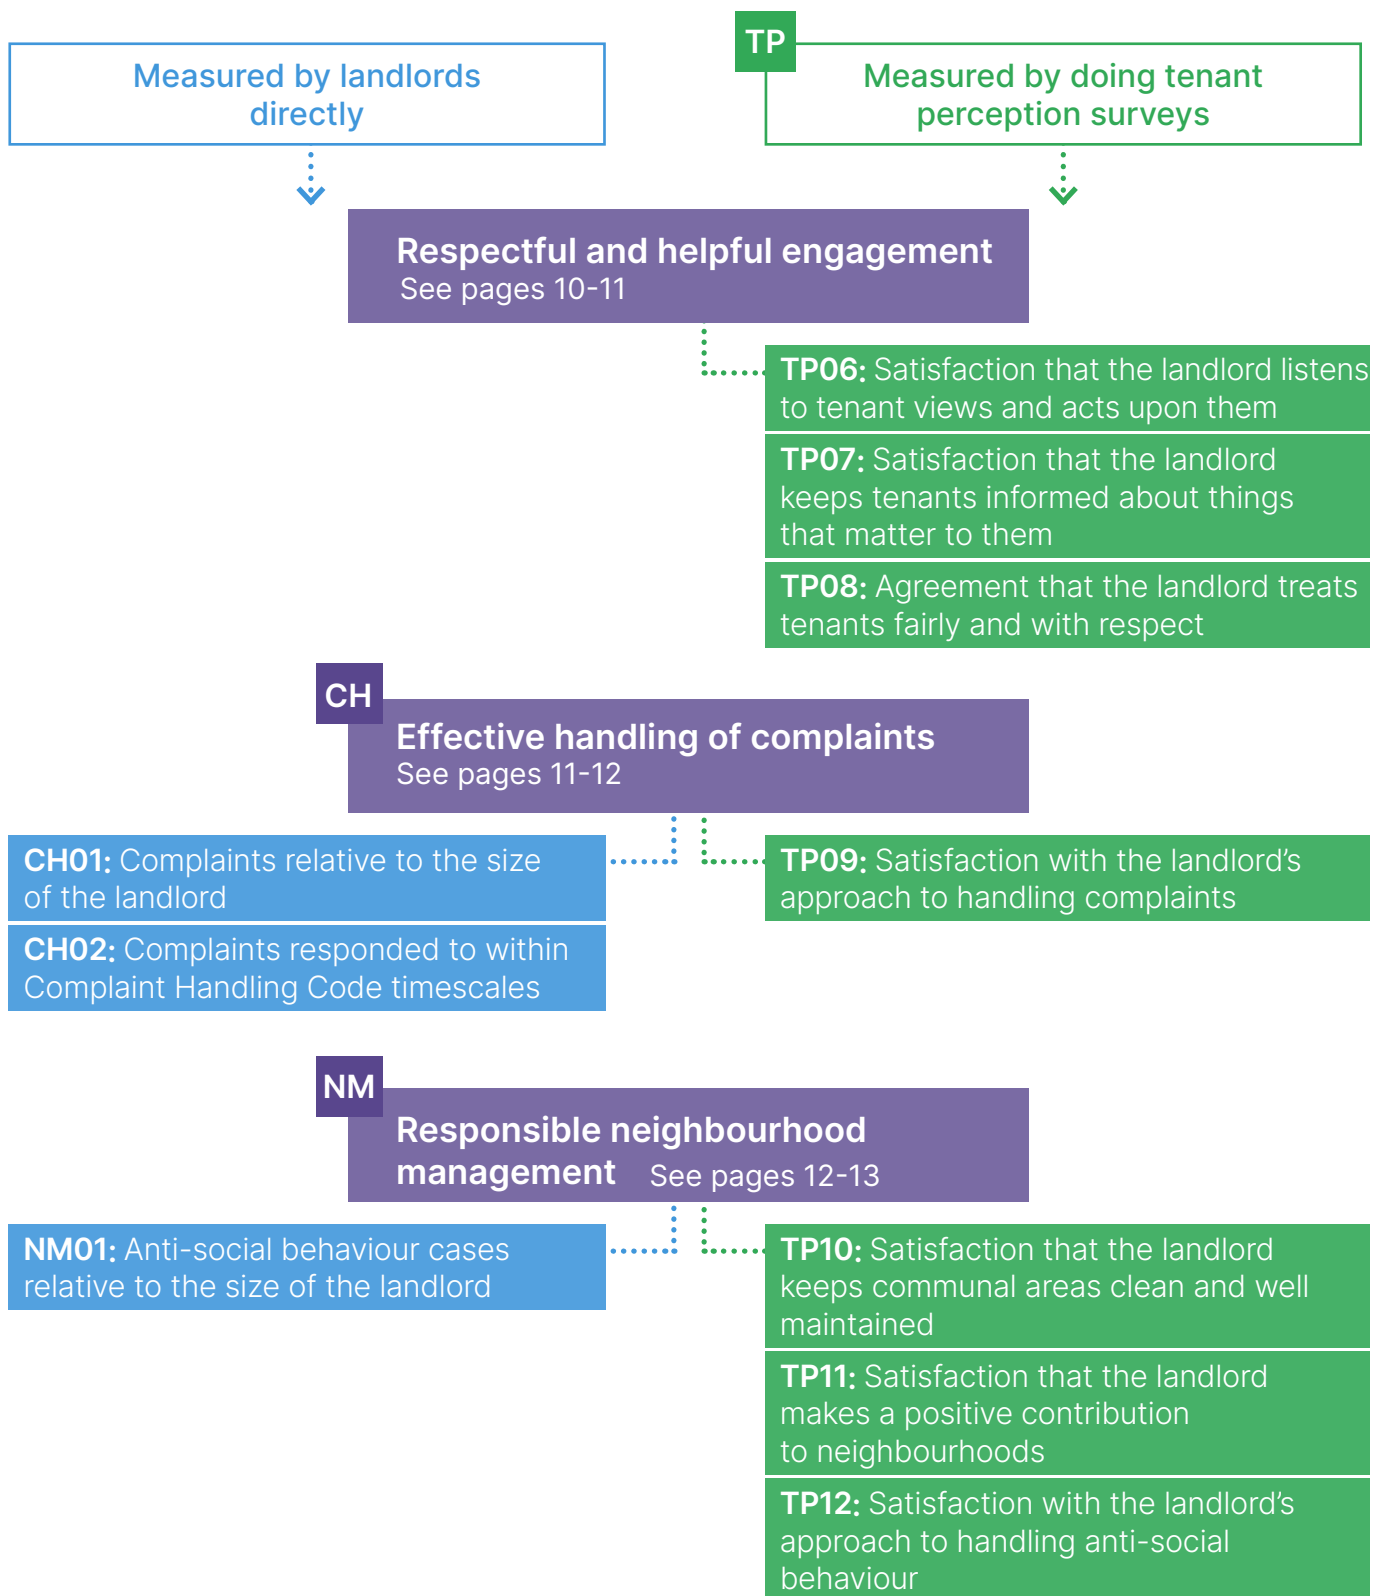 Measured by landlords
directly
TP
Measured by doing tenant
perception surveys
Respectful and helpful engagement
See pages 10-11
TP06: Satisfaction that the landlord listens
to tenant views and acts upon them
TP07: Satisfaction that the landlord
keeps tenants informed about things
that matter to them
TP08: Agreement that the landlord treats
tenants fairly and with respect
CH
Effective handling of complaints
See pages 11-12
CH01: Complaints relative to the size
of the landlord
CH02: Complaints responded to within
Complaint Handling Code timescales
TP09: Satisfaction with the landlord’s
approach to handling complaints
NM
Responsible neighbourhood
management See pages 12-13
NM01: Anti-social behaviour cases
relative to the size of the landlord
TP10: Satisfaction that the landlord
keeps communal areas clean and well
maintained
TP11: Satisfaction that the landlord
makes a positive contribution
to neighbourhoods
TP12: Satisfaction with the landlord’s
approach to handling anti-social
behaviour